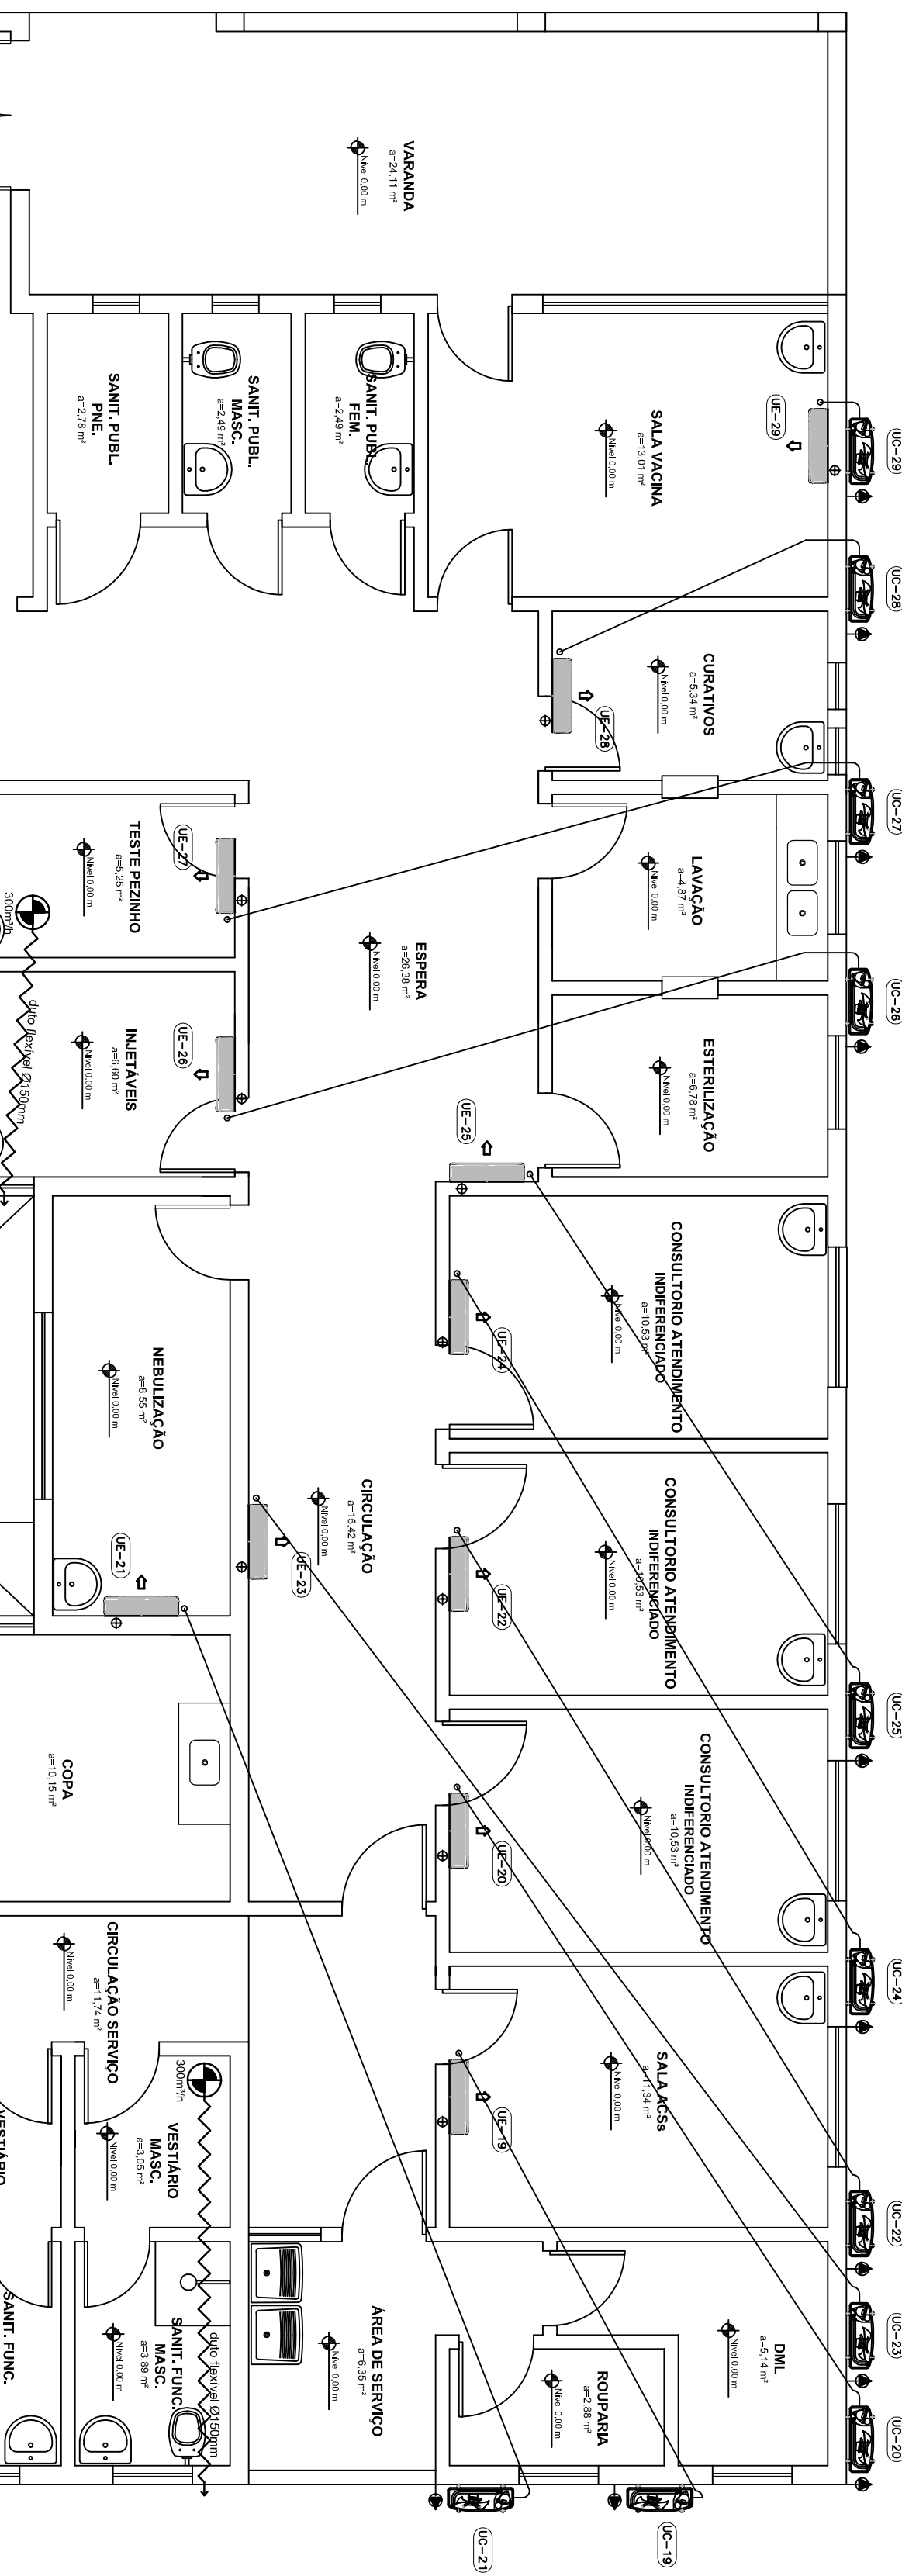 VARANDA
a=24,11 m²
Nível 0,00 m
SANIT. PUBL.
FEM.
a=2,49 m²
SANIT. PUBL.
MASC.
a=2,49 m²
SANIT. PUBL.
PNE.
a=2,78 m²
SALA VACINA
a=13,01 m²
Nível 0,00 m
UE-29
UC-29
UC-28
CURATIVOS
a=5,34 m²
Nível 0,00 m
UE-28
UC-27
LAVAÇÃO
a=4,87 m²
Nível 0,00 m
UC-26
ESTERILIZAÇÃO
a=6,78 m²
Nível 0,00 m
ESPERA
a=26,38 m²
Nível 0,00 m
UE-27
TESTE PEZINHO
a=5,25 m²
Nível 0,00 m
300m³/h
duto flexível Ø150mm
UE-26
INJETÁVEIS
a=6,60 m²
Nível 0,00 m
UE-25
CONSULTORIO ATENDIMENTO
INDIFERENCIADO
a=10,53 m²
Nível 0,00 m
UE-24
NEBULIZAÇÃO
a=8,55 m²
Nível 0,00 m
UE-21
CIRCULAÇÃO
a=15,42 m²
Nível 0,00 m
UE-23
CONSULTORIO ATENDIMENTO
INDIFERENCIADO
a=10,53 m²
Nível 0,00 m
UE-22
UC-25
CONSULTORIO ATENDIMENTO
INDIFERENCIADO
a=10,53 m²
Nível 0,00 m
UE-20
COPA
a=10,15 m²
UC-24
SALA ACSs
a=11,34 m²
Nível 0,00 m
UE-19
CIRCULAÇÃO SERVIÇO
a=11,74 m²
Nível 0,00 m
300m³/h
VESTIÁRIO
MASC.
a=3,05 m²
Nível 0,00 m
VESTIÁRIO
UC-22
UC-23
UC-20
DML
a=5,14 m²
Nível 0,00 m
ROUPARIA
a=2,88 m²
Nível 0,00 m
ÁREA DE SERVIÇO
a=6,35 m²
Nível 0,00 m
duto flexível Ø150mm
SANIT. FUNC.
MASC.
a=3,89 m²
Nível 0,00 m
SANIT. FUNC.
UC-19
UC-21